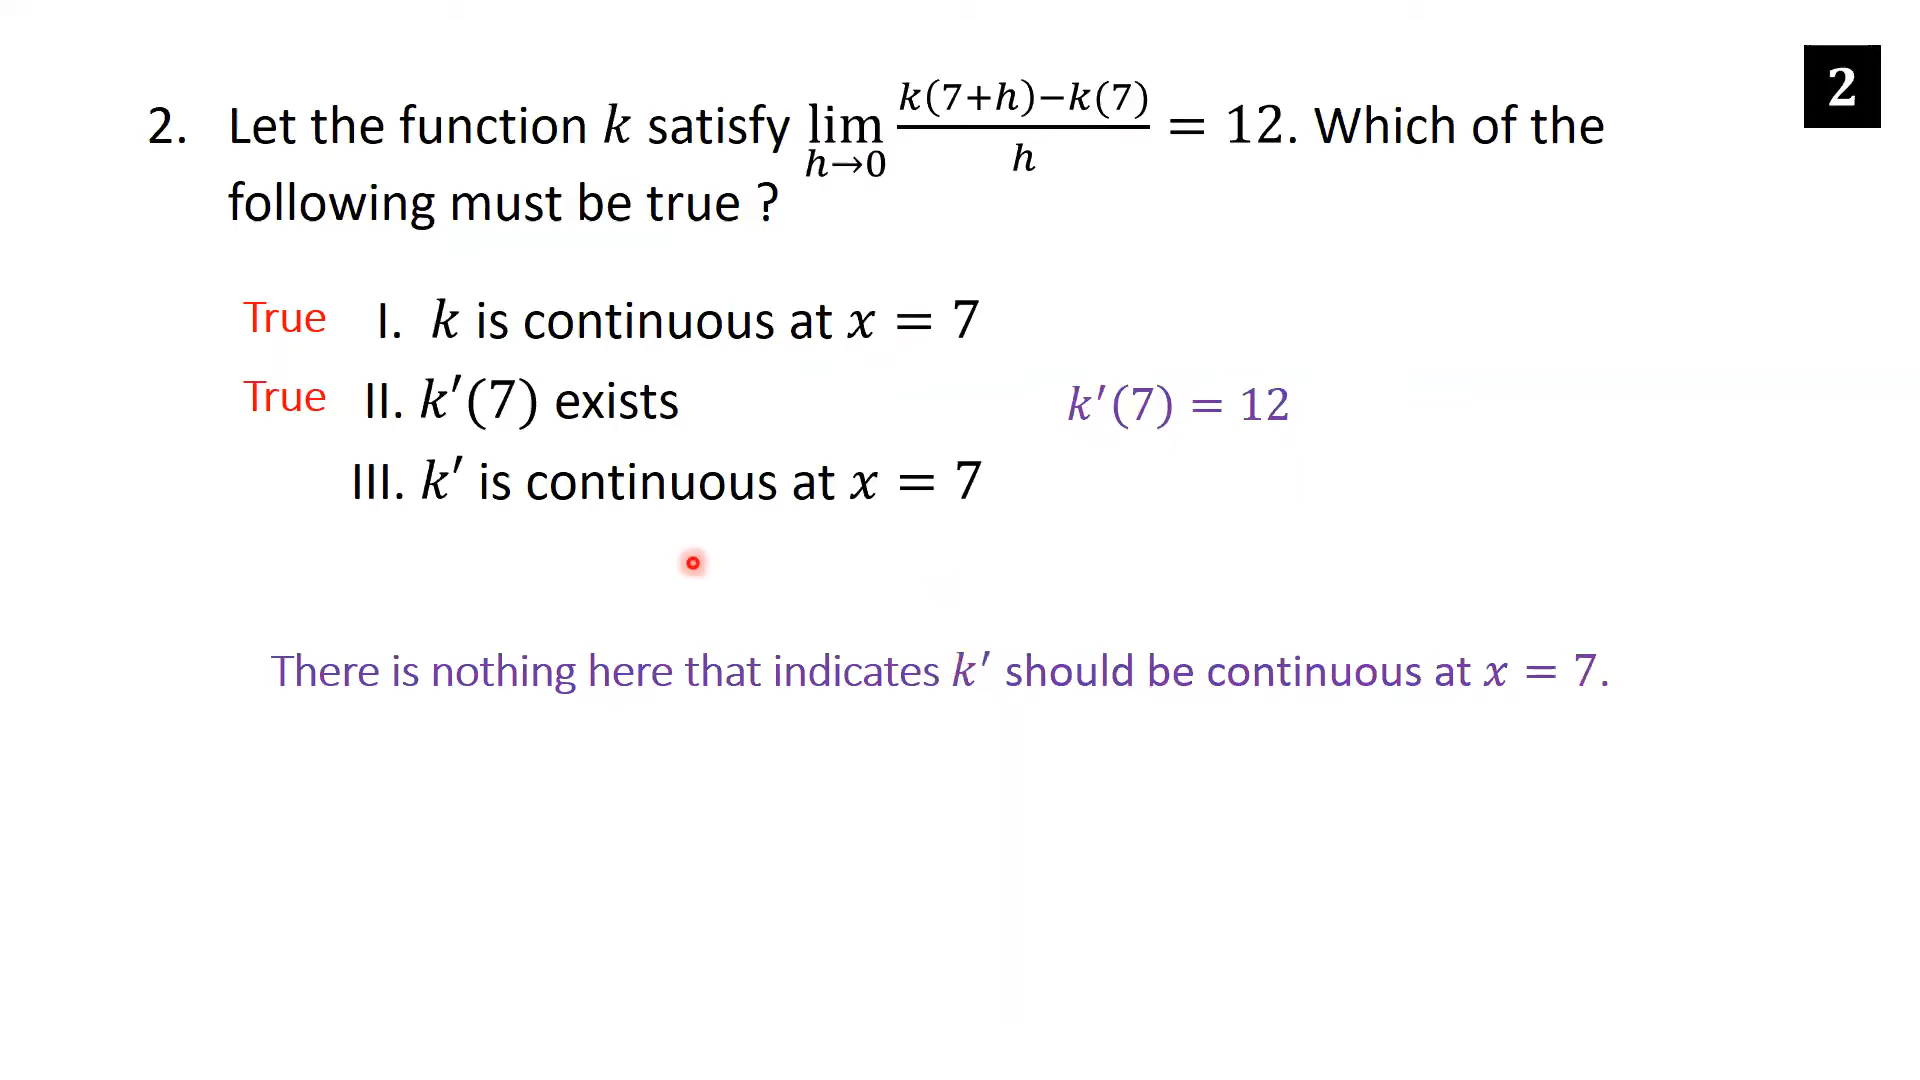 2
2. Let the function k satisfy lim_{h→0} \frac{k(7+h)−k(7)}{h} = 12. Which of the
following must be true ?
True I. k is continuous at x = 7
True II. k′(7) exists k′(7) = 12
III. k′ is continuous at x = 7
There is nothing here that indicates k′ should be continuous at x = 7.